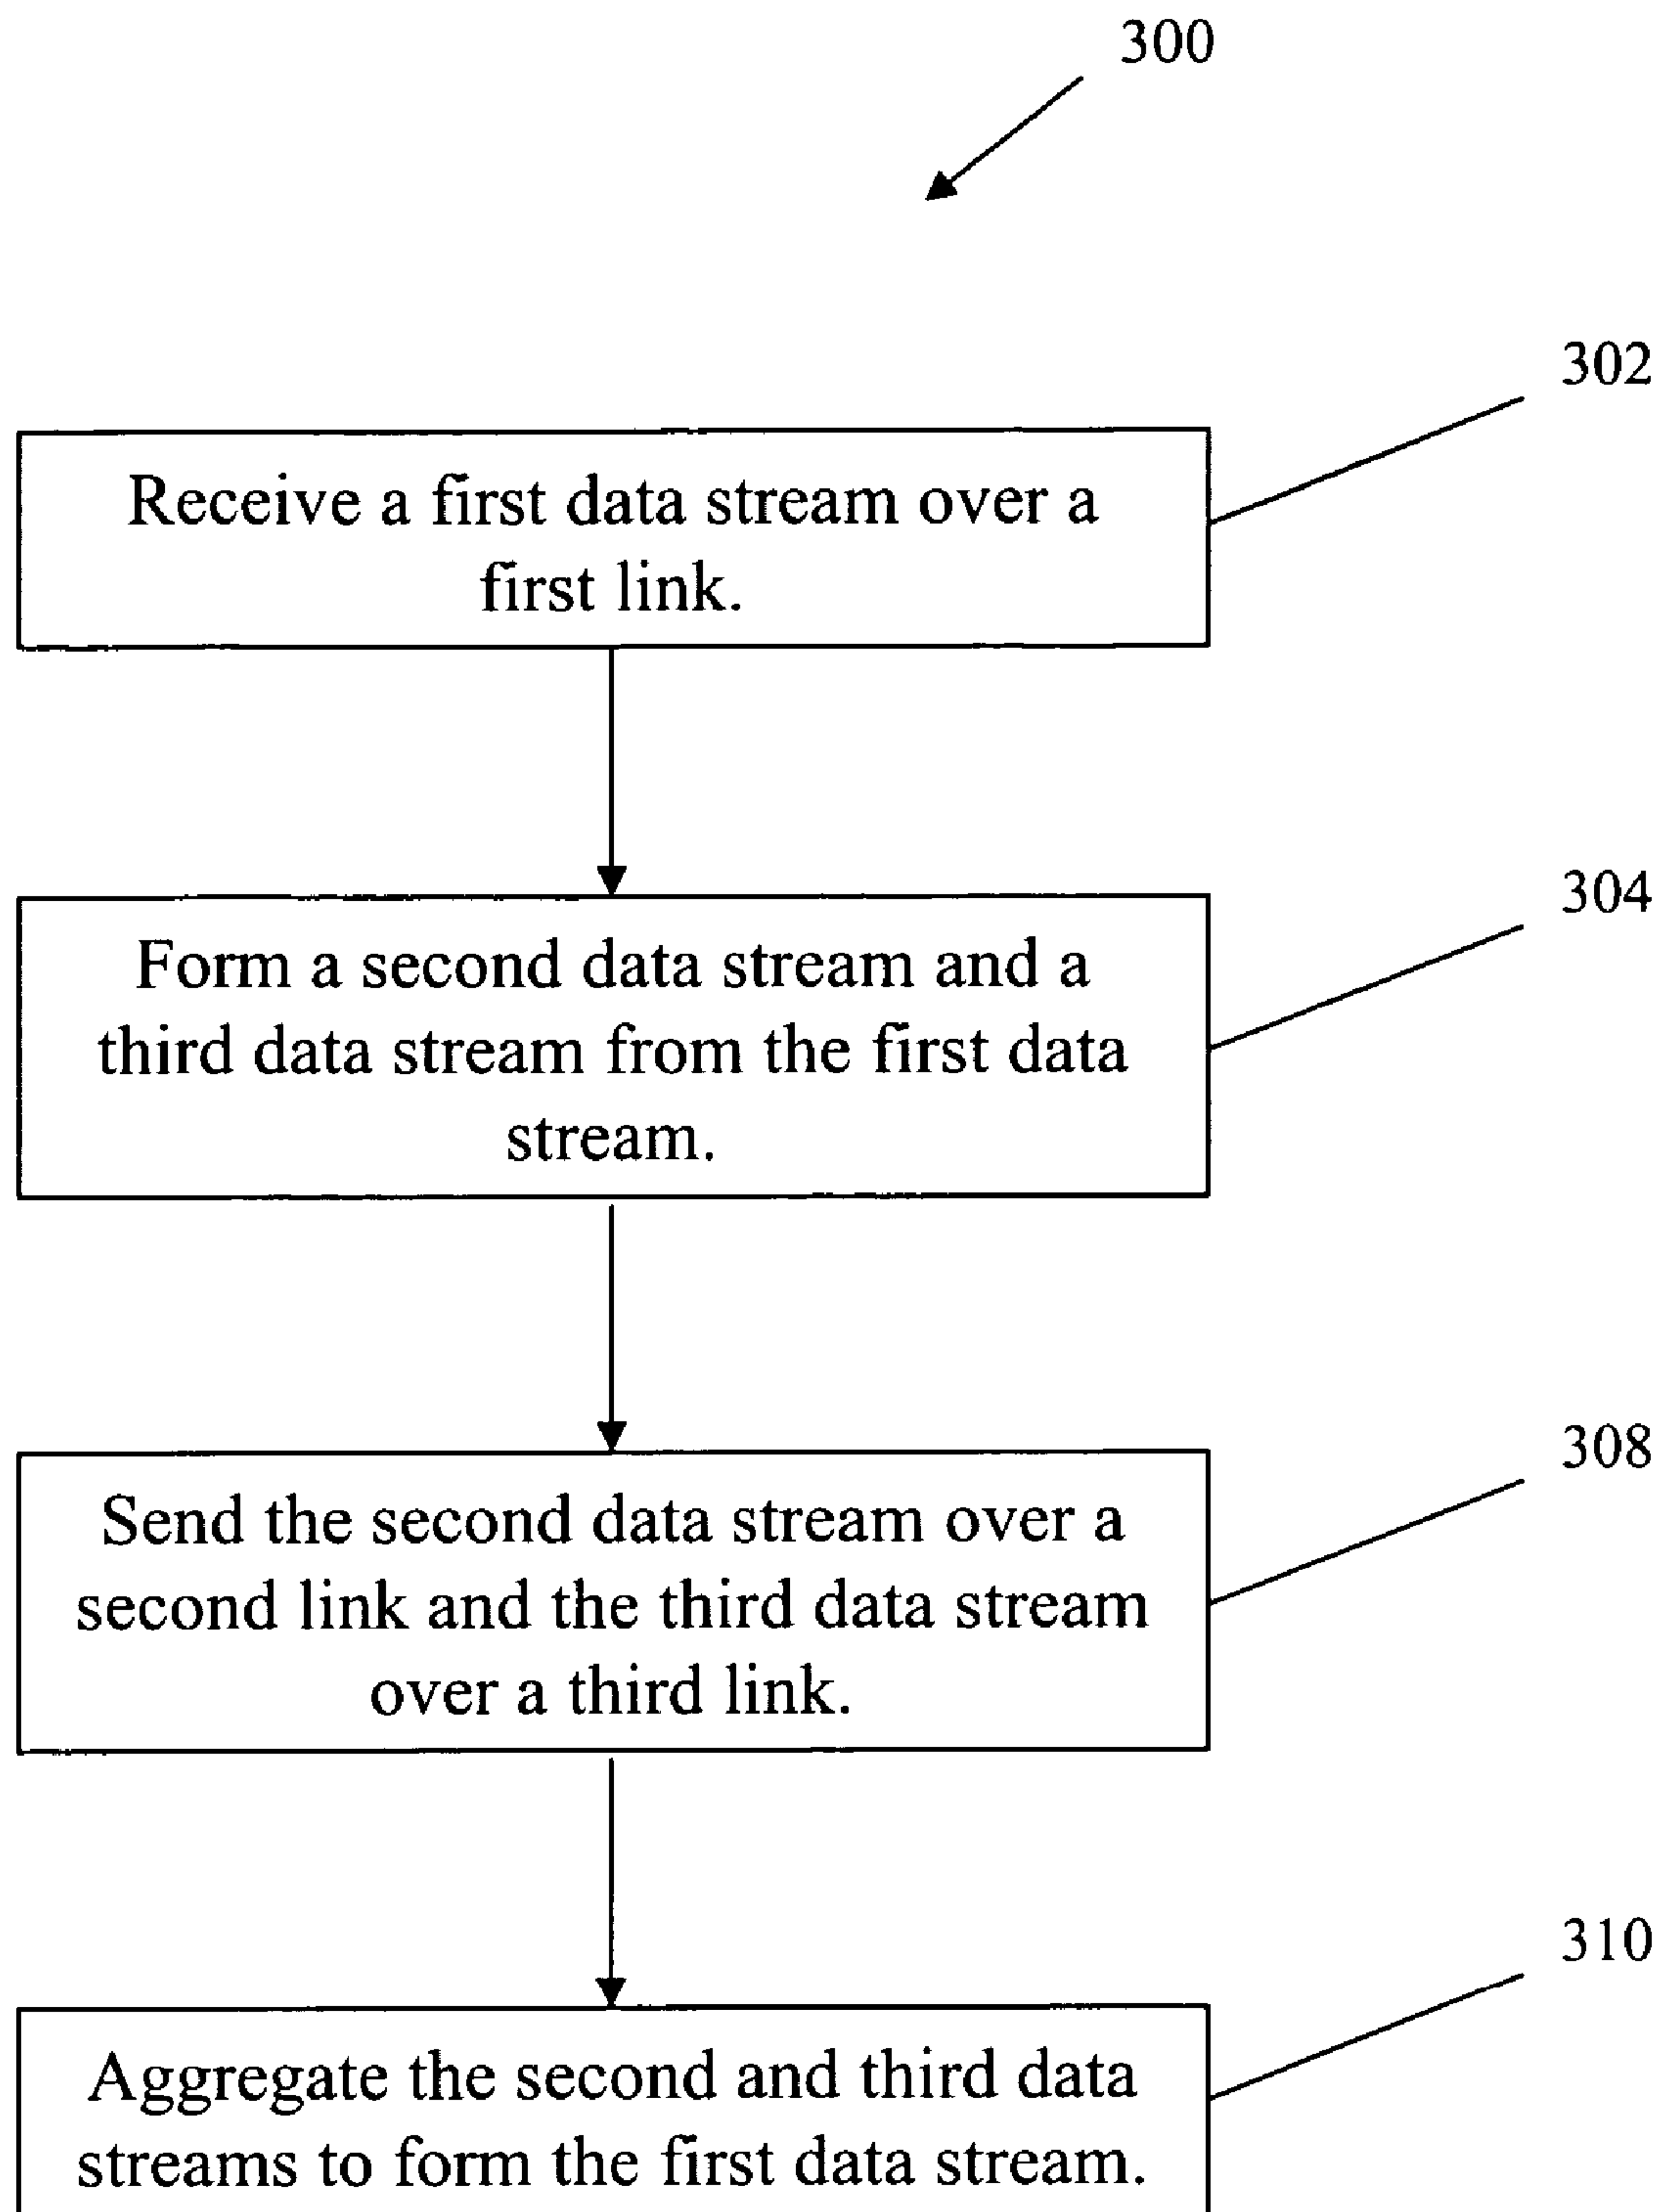 300
302
Receive a first data stream over a
first link.
304
Form a second data stream and a
third data stream from the first data
stream.
308
Send the second data stream over a
second link and the third data stream
over a third link.
310
Aggregate the second and third data
streams to form the first data stream.